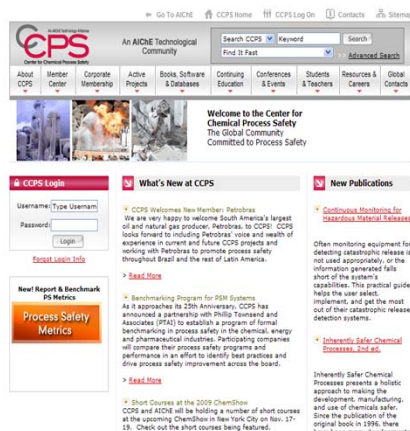 Go To AIChE CCPS Home CCPS Log On Contacts Sitema
An AIChE Technology Alliance
CCPS
Center for Chemical Process Safety
An AIChE Technological
Community
Search CCPS Keyword Search
Find It Fast Advanced Search
About CCPS
Member Center
Corporate Membership
Active Projects
Books, Software & Databases
Continuing Education
Conferences & Events
Students & Teachers
Resources & Careers
Global Contacts
Welcome to the Center for
Chemical Process Safety
The Global Community
Committed to Process Safety
CCPS Login
Username: Type Usernam
Password:
Login
Forgot Login Info
New! Report & Benchmark
PS Metrics
Process Safety
Metrics
What's New at CCPS
CCPS Welcomes New Member: Petrobras
We are very happy to welcome South America's largest
oil and natural gas producer, Petrobras, to CCPS! CCPS
looks forward to including Petrobras' voice and wealth of
experience in current and future CCPS projects and
working with Petrobras to promote process safety
throughout Brazil and the rest of Latin America.
> Read More
Benchmarking Program for PSM Systems
As it approaches its 25th Anniversary, CCPS has
announced a partnership with Phillip Townsend and
Associates (PTAI) to establish a program of formal
benchmarking in process safety in the chemical, energy
and pharmaceutical industries. Participating companies
will compare their process safety programs and
performance in an effort to identify best practices and
drive process safety improvement across the board.
> Read More
Short Courses at the 2009 ChemShow
CCPS and AIChE will be holding a number of short courses
at the upcoming ChemShow in New York City on Nov. 17-
19. Check out the short courses being featured.
New Publications
Continuous Monitoring for
Hazardous Material Releases
Often monitoring equipment for
detecting catastrophic release is
not used appropriately, or the
information generated falls
short of the system's
capabilities. This practical guide
helps the user select,
implement, and get the most
out of their catastrophic release
detection systems.
Inherently Safer Chemical
Processes, 2nd ed.
Inherently Safer Chemical
Processes presents a holistic
approach to making the
development, manufacturing,
and use of chemicals safer.
Since the publication of the
original book in 1996, there